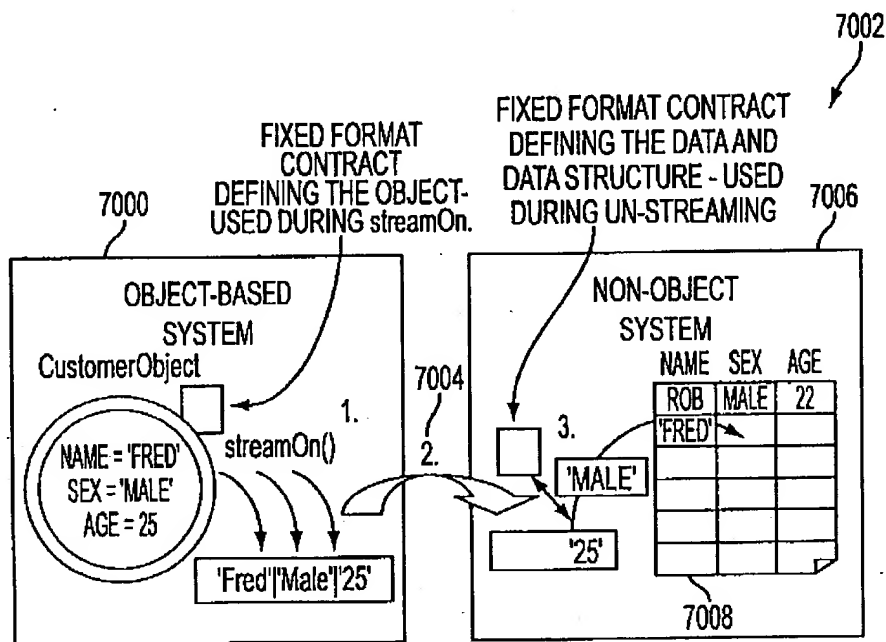 7002
FIXED FORMAT
CONTRACT
DEFINING THE OBJECT-
USED DURING streamOn.
FIXED FORMAT CONTRACT
DEFINING THE DATA AND
DATA STRUCTURE - USED
DURING UN-STREAMING
7000
7006
OBJECT-BASED
SYSTEM
CustomerObject
NAME = 'FRED'
SEX = 'MALE'
AGE = 25
1.
streamOn()
'Fred'|'Male'|'25'
7004
2.
NON-OBJECT
SYSTEM
3.
'MALE'
'25'
NAME SEX AGE
ROB MALE 22
'FRED'
7008